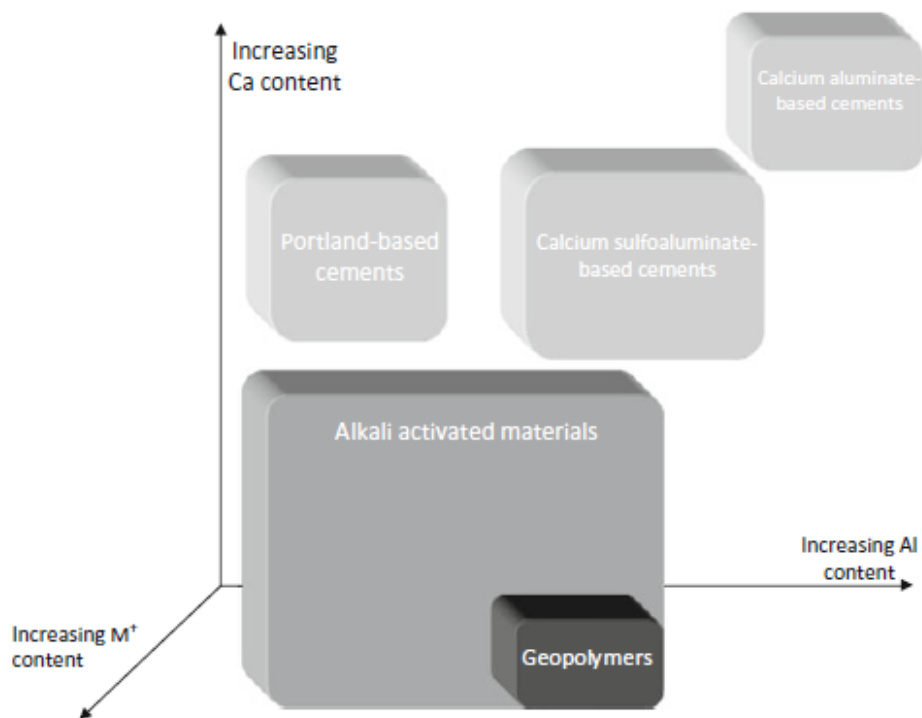 Increasing
Ca content
Calcium aluminate-
based cements
Portland-based
cements
Calcium sulfoaluminate-
based cements
Alkali activated materials
Increasing Al
content
Increasing M⁺
content
Geopolymers